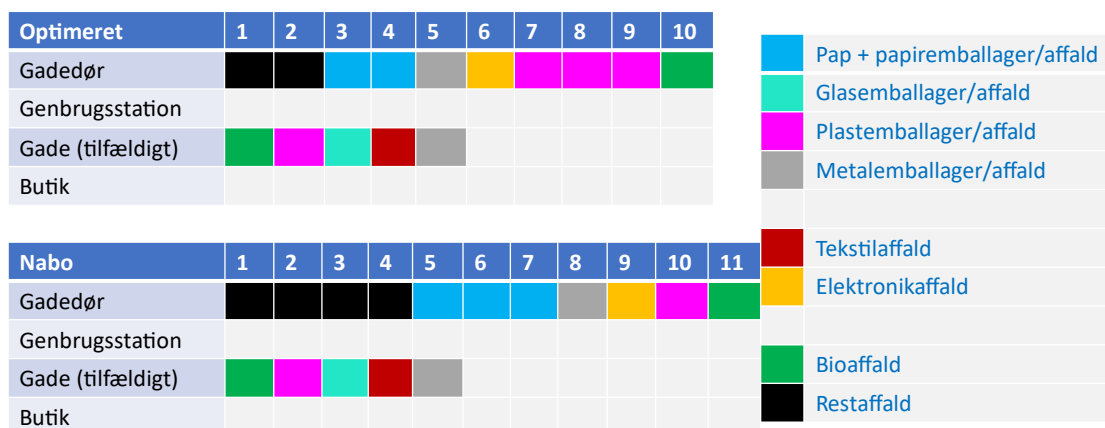 Optimeret 1 2 3 4 5 6 7 8 9 10
Gadedør
Genbrugsstation
Gade (tilfældigt)
Butik
Nabo 1 2 3 4 5 6 7 8 9 10 11
Gadedør
Genbrugsstation
Gade (tilfældigt)
Butik
Pap + papiremballager/affald
Glasemballager/affald
Plastemballager/affald
Metalemballager/affald
Tekstilaffald
Elektronikaffald
Bioaffald
Restaffald